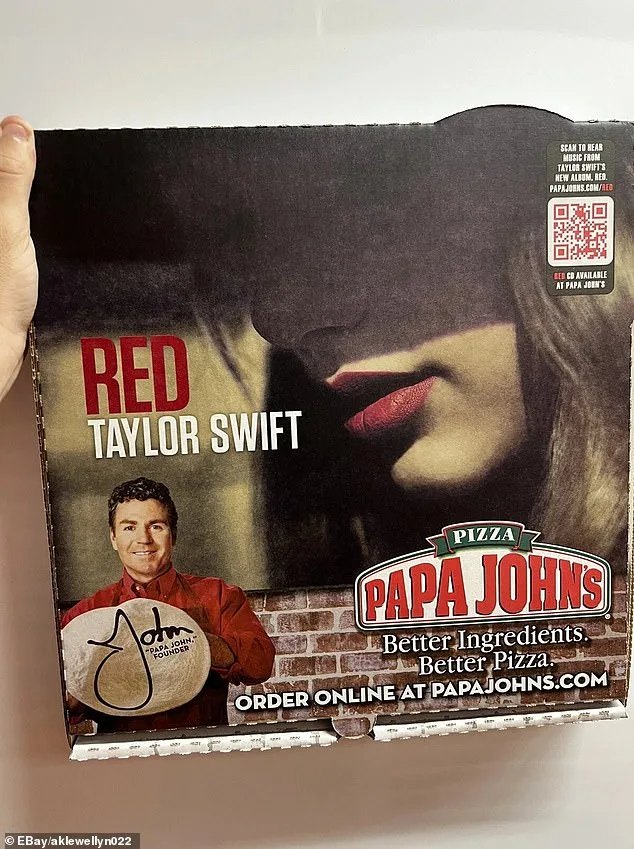 SCAN TO HEAR
MUSIC FROM
TAYLOR SWIFT'S
NEW ALBUM, RED.
PAPAJOHNS.COM/RED
RED CD AVAILABLE
AT PAPA JOHN'S
RED
TAYLOR SWIFT
PIZZA
PAPA JOHN'S
Better Ingredients.
Better Pizza.
John
"PAPA JOHN,"
FOUNDER
ORDER ONLINE AT PAPAJOHNS.COM
© EBay/aklewellyn022